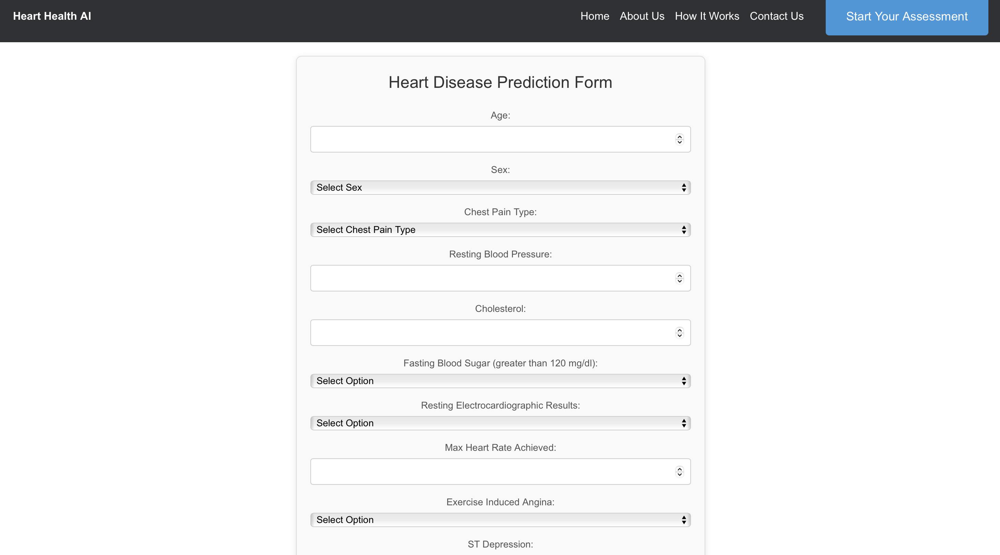 Heart Health AI
Home About Us How It Works Contact Us Start Your Assessment
Heart Disease Prediction Form
Age:
Sex:
Select Sex
Chest Pain Type:
Select Chest Pain Type
Resting Blood Pressure:
Cholesterol:
Fasting Blood Sugar (greater than 120 mg/dl):
Select Option
Resting Electrocardiographic Results:
Select Option
Max Heart Rate Achieved:
Exercise Induced Angina:
Select Option
ST Depression: